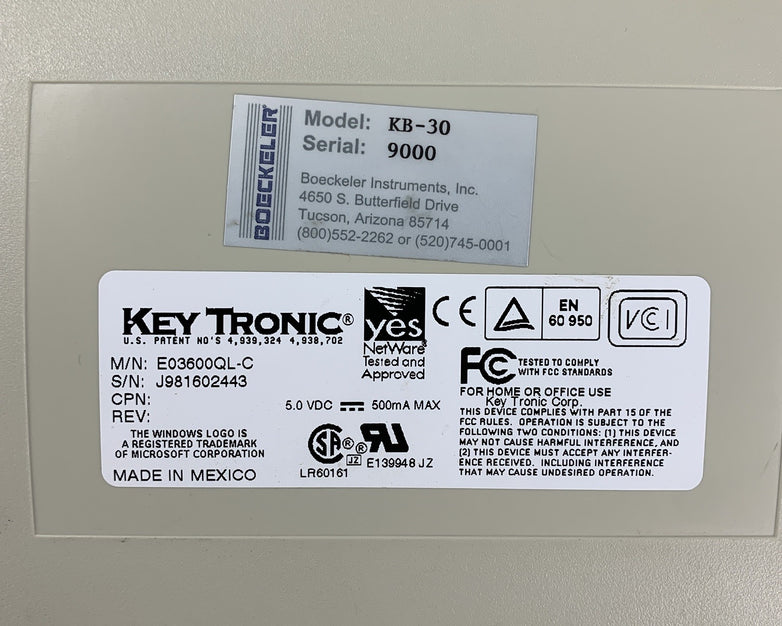 BOECKELER®
Model: KB-30
Serial: 9000
Boeckeler Instruments, Inc.
4650 S. Butterfield Drive
Tucson, Arizona 85714
(800)552-2262 or (520)745-0001
KEY TRONIC®
U.S. PATENT NO'S 4,939,324 4,938,702
M/N: E03600QL-C
S/N: J981602443
CPN:
REV:
THE WINDOWS LOGO IS
A REGISTERED TRADEMARK
OF MICROSOFT CORPORATION
MADE IN MEXICO
yes
NetWare
Tested and
Approved
CE
EN
60 950
VCI
5.0 VDC 500mA MAX
SA® ® RU
JZ E139948 JZ
LR60161
FC TESTED TO COMPLY
WITH FCC STANDARDS
FOR HOME OR OFFICE USE
Key Tronic Corp.
THIS DEVICE COMPLIES WITH PART 15 OF THE
FCC RULES. OPERATION IS SUBJECT TO THE
FOLLOWING TWO CONDITIONS: (1) THIS DEVICE
MAY NOT CAUSE HARMFUL INTERFERENCE, AND
(2) THIS DEVICE MUST ACCEPT ANY INTERFER-
ENCE RECEIVED. INCLUDING INTERFERENCE
THAT MAY CAUSE UNDESIRED OPERATION.